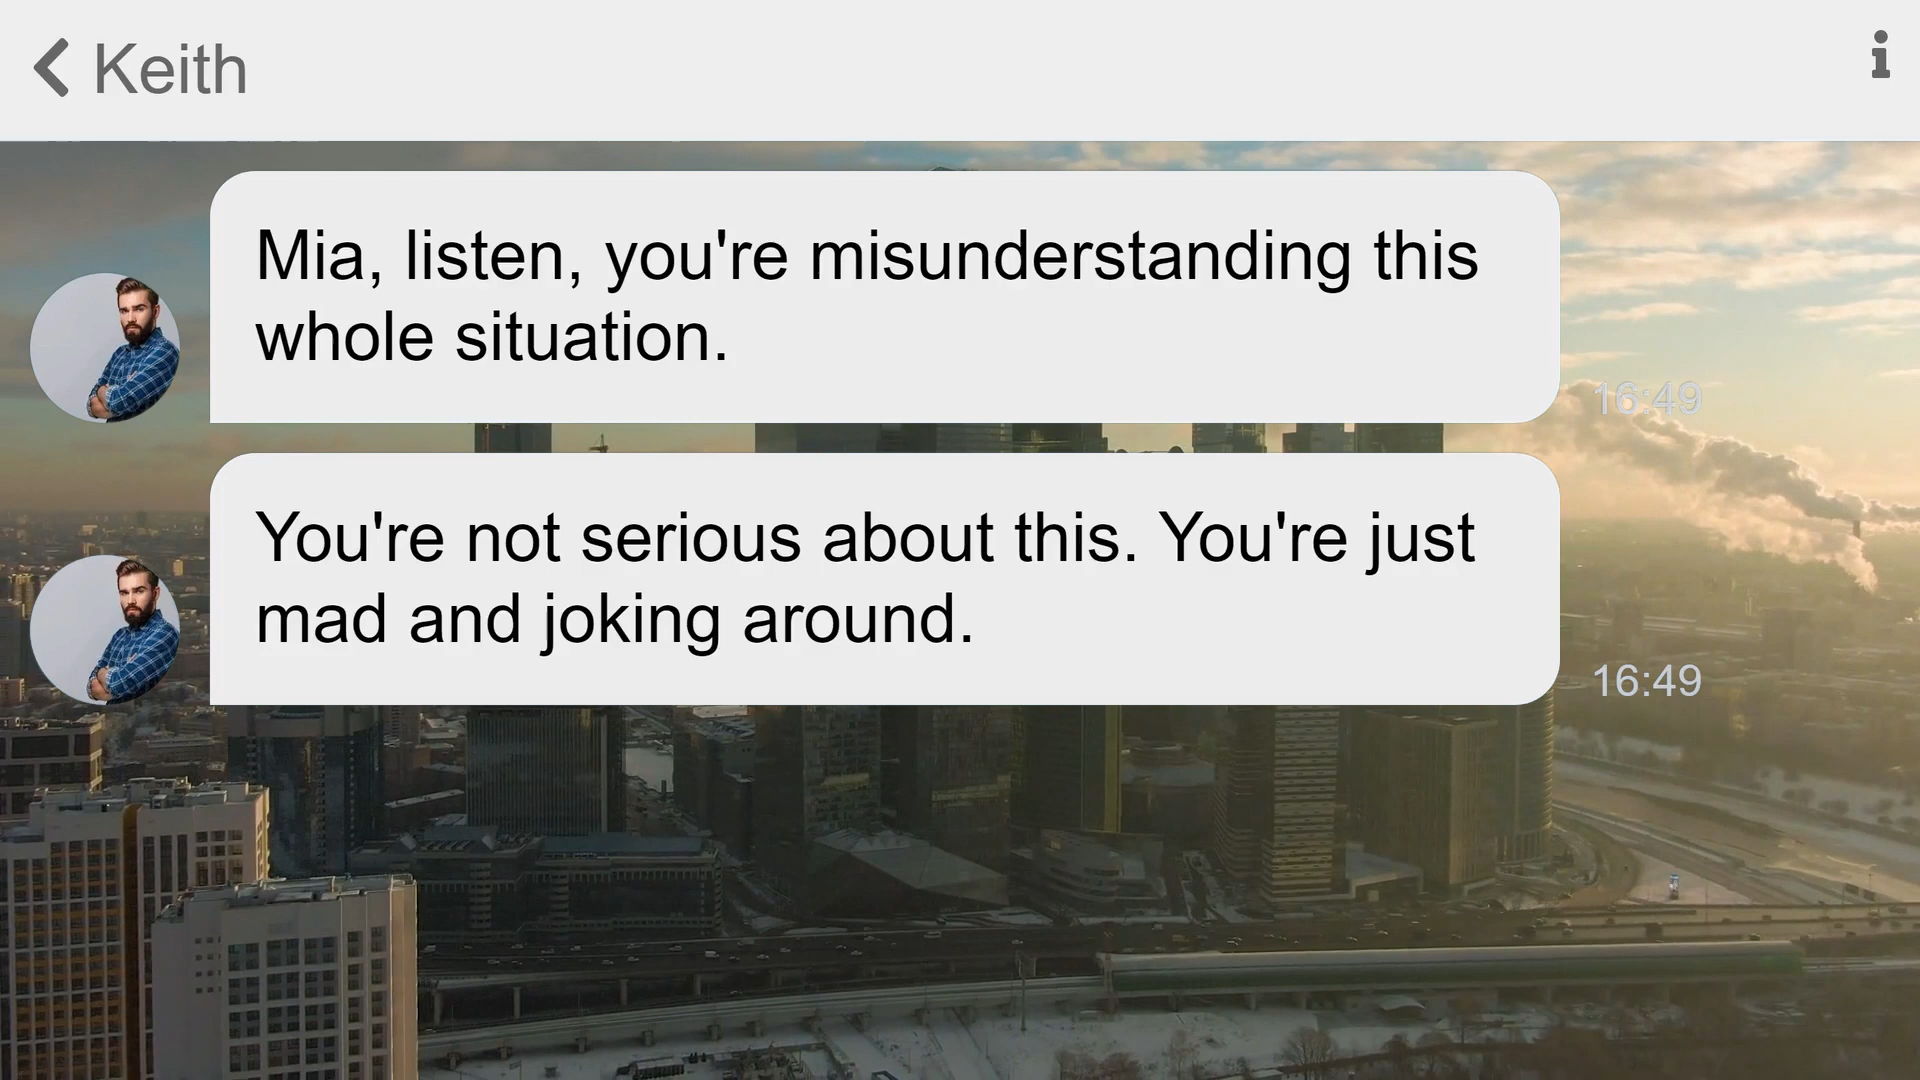 Keith
Mia, listen, you're misunderstanding this
whole situation.
16:49
You're not serious about this. You're just
mad and joking around.
16:49